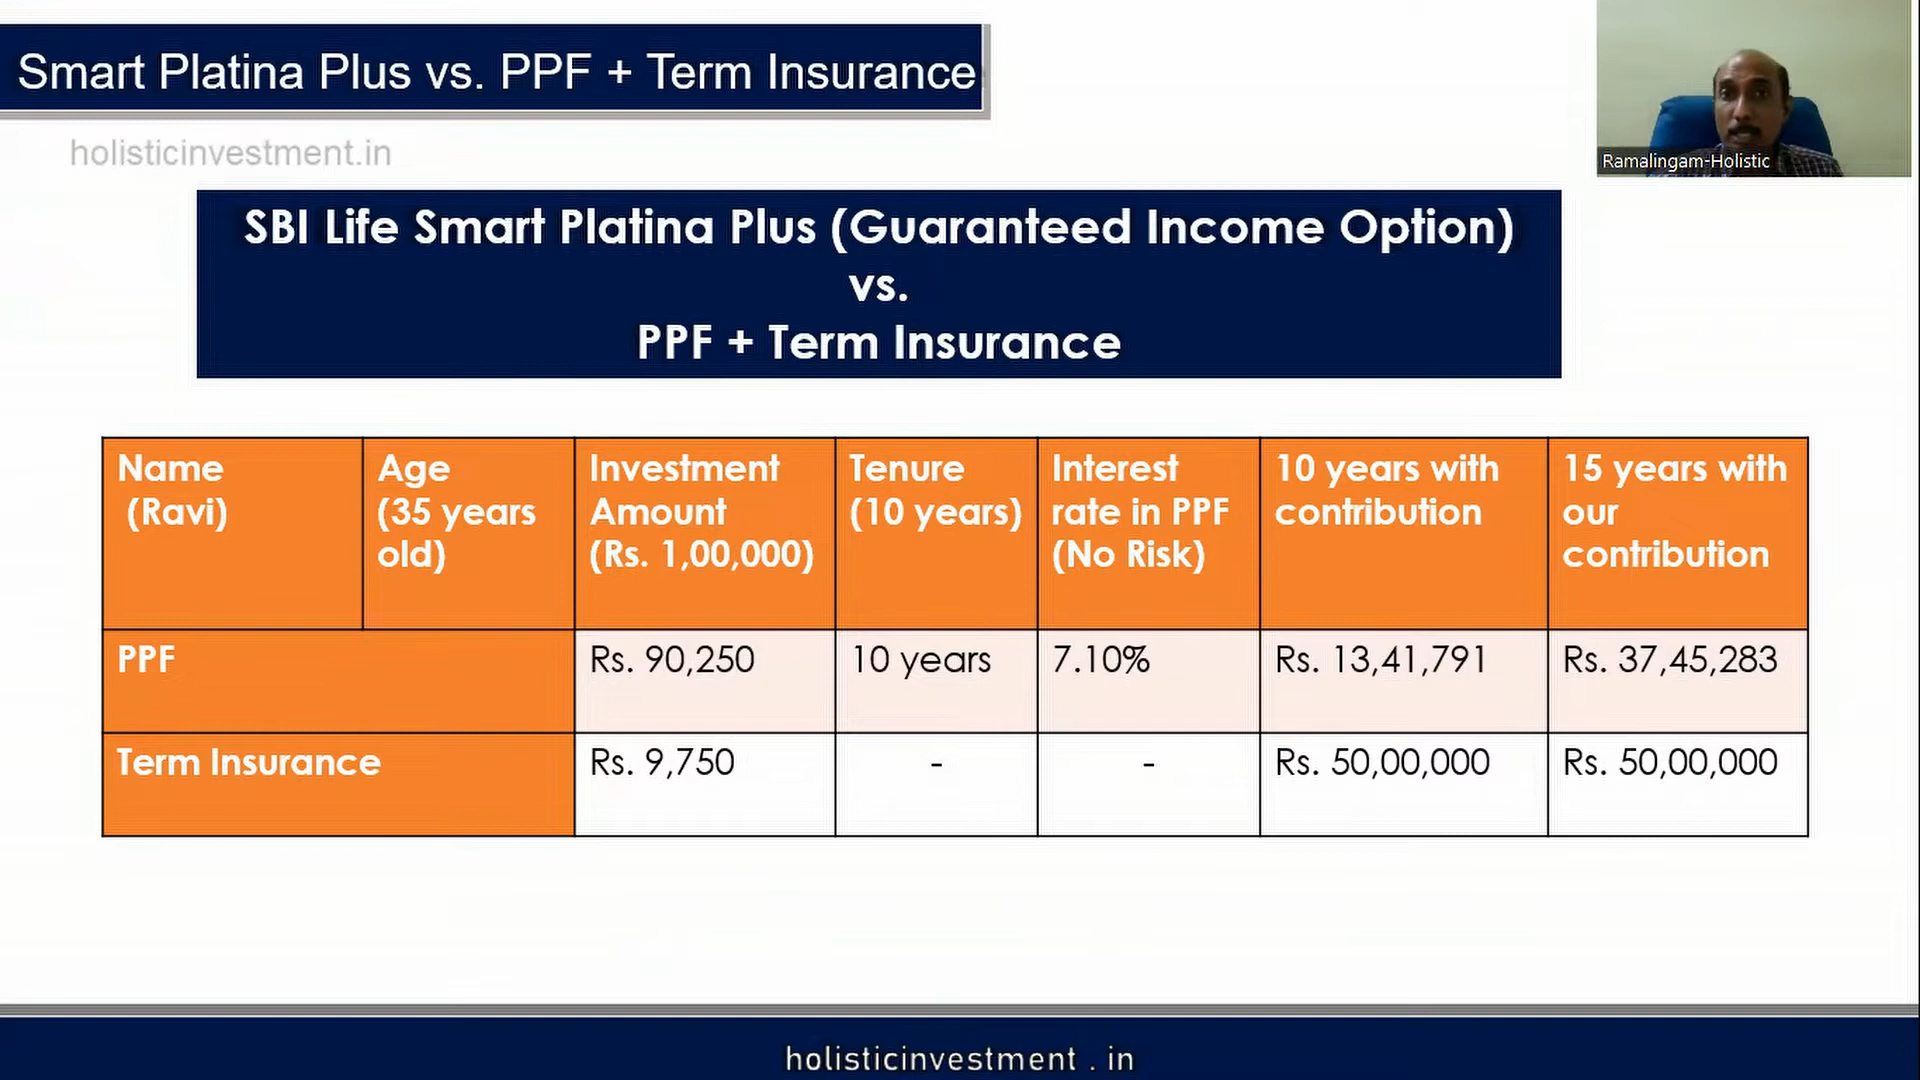 Smart Platina Plus vs. PPF + Term Insurance
holisticinvestment.in
Ramalingam-Holistic
SBI Life Smart Platina Plus (Guaranteed Income Option)
vs.
PPF + Term Insurance
Name
(Ravi)
Age
(35 years
old)
Investment
Amount
(Rs. 1,00,000)
Tenure
(10 years)
Interest
rate in PPF
(No Risk)
10 years with
contribution
15 years with
our
contribution
PPF
Rs. 90,250
10 years
7.10%
Rs. 13,41,791
Rs. 37,45,283
Term Insurance
Rs. 9,750
-
-
Rs. 50,00,000
Rs. 50,00,000
holisticinvestment . in